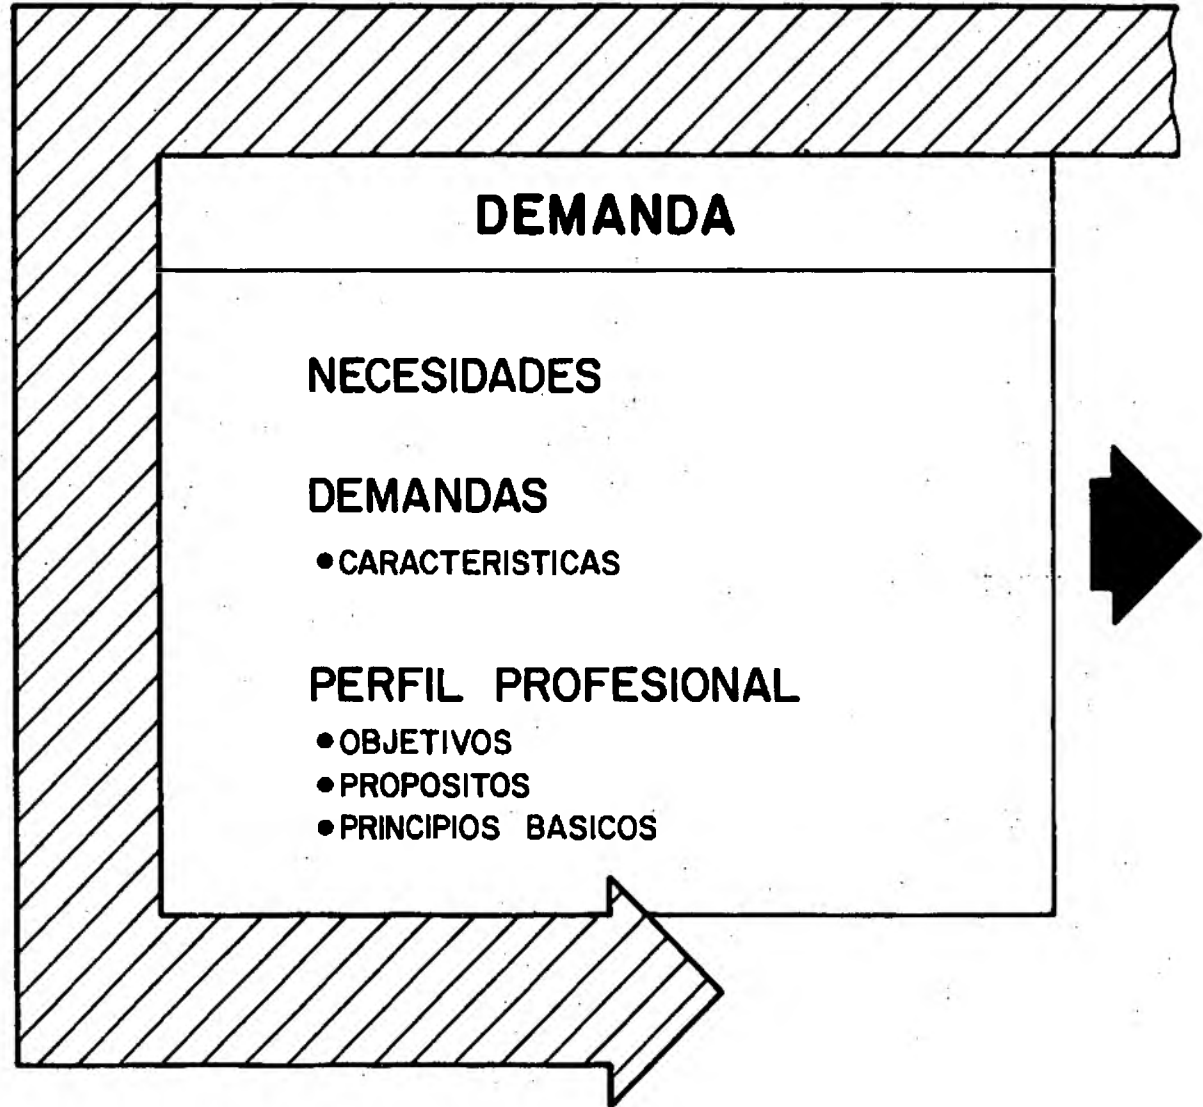 DEMANDA
NECESIDADES
DEMANDAS
• CARACTERISTICAS
PERFIL PROFESIONAL
• OBJETIVOS
• PROPOSITOS
• PRINCIPIOS BASICOS